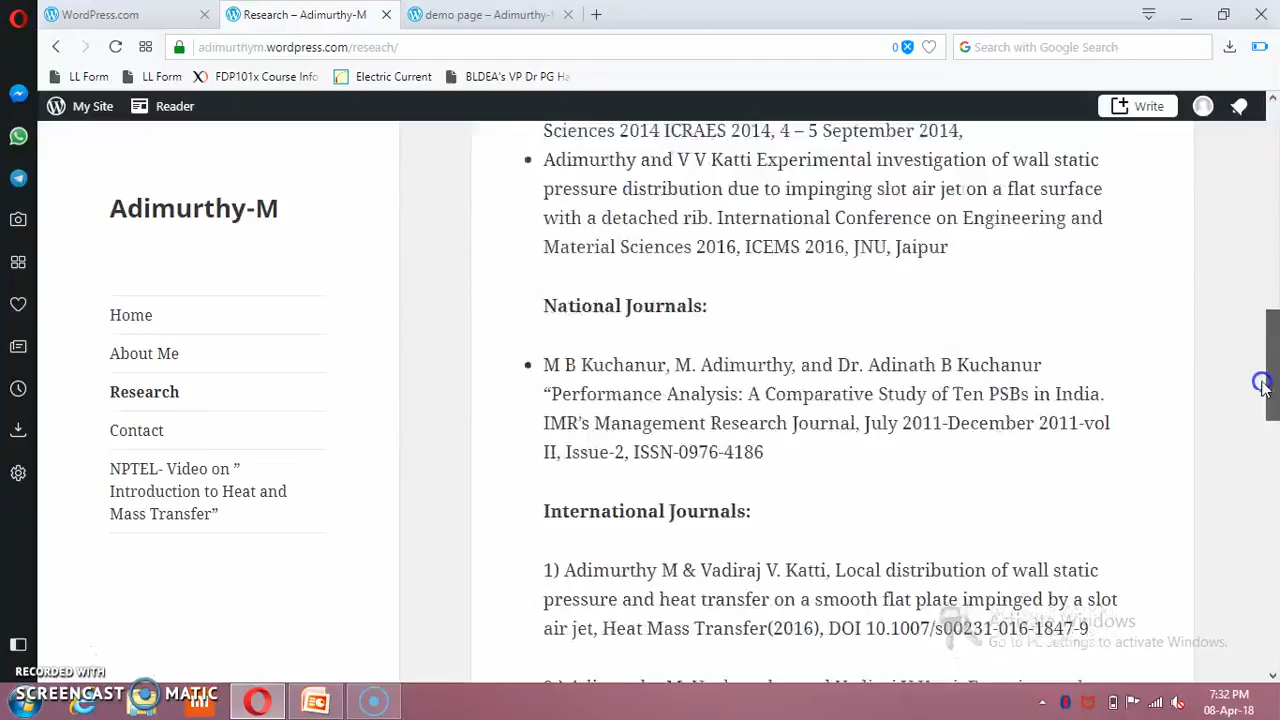 WordPress.com
Research – Adimurthy-M
demo page – Adimurthy-
adimurthym.wordpress.com/reseach/
0
Search with Google Search
LL Form
LL Form
FDP101x Course Info
Electric Current
BLDEA's VP Dr PG Ha
My Site
Reader
Write
Adimurthy-M
Home
About Me
Research
Contact
NPTEL- Video on ”
Introduction to Heat and
Mass Transfer”
Sciences 2014 ICRAES 2014, 4 – 5 September 2014,
Adimurthy and V V Katti Experimental investigation of wall static
pressure distribution due to impinging slot air jet on a flat surface
with a detached rib. International Conference on Engineering and
Material Sciences 2016, ICEMS 2016, JNU, Jaipur
National Journals:
M B Kuchanur, M. Adimurthy, and Dr. Adinath B Kuchanur
“Performance Analysis: A Comparative Study of Ten PSBs in India.
IMR’s Management Research Journal, July 2011-December 2011-vol
II, Issue-2, ISSN-0976-4186
International Journals:
1) Adimurthy M & Vadiraj V. Katti, Local distribution of wall static
pressure and heat transfer on a smooth flat plate impinged by a slot
air jet, Heat Mass Transfer(2016), DOI 10.1007/s00231-016-1847-9
Activate Windows
Go to PC settings to activate Windows.
RECORDED WITH
SCREENCAST MATIC
7:32 PM
08-Apr-18